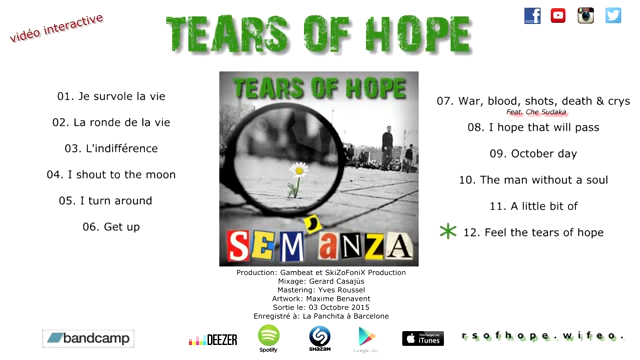 vidéo interactive
TEARS OF HOPE
01. Je survole la vie
02. La ronde de la vie
03. L'indifférence
04. I shout to the moon
05. I turn around
06. Get up
TEARS OF HOPE
SEM'ANZA
07. War, blood, shots, death & crys
Feat. Che Sudaka
08. I hope that will pass
09. October day
10. The man without a soul
11. A little bit of
12. Feel the tears of hope
Production: Gambeat et SkiZoFoniX Production
Mixage: Gerard Casajús
Mastering: Yves Roussel
Artwork: Maxime Benavent
Sortie le: 03 Octobre 2015
Enregistré à: La Panchita à Barcelone
bandcamp
DEEZER
Spotify
SHAZAM
Google play
iTunes
rsofhope.wifeo.